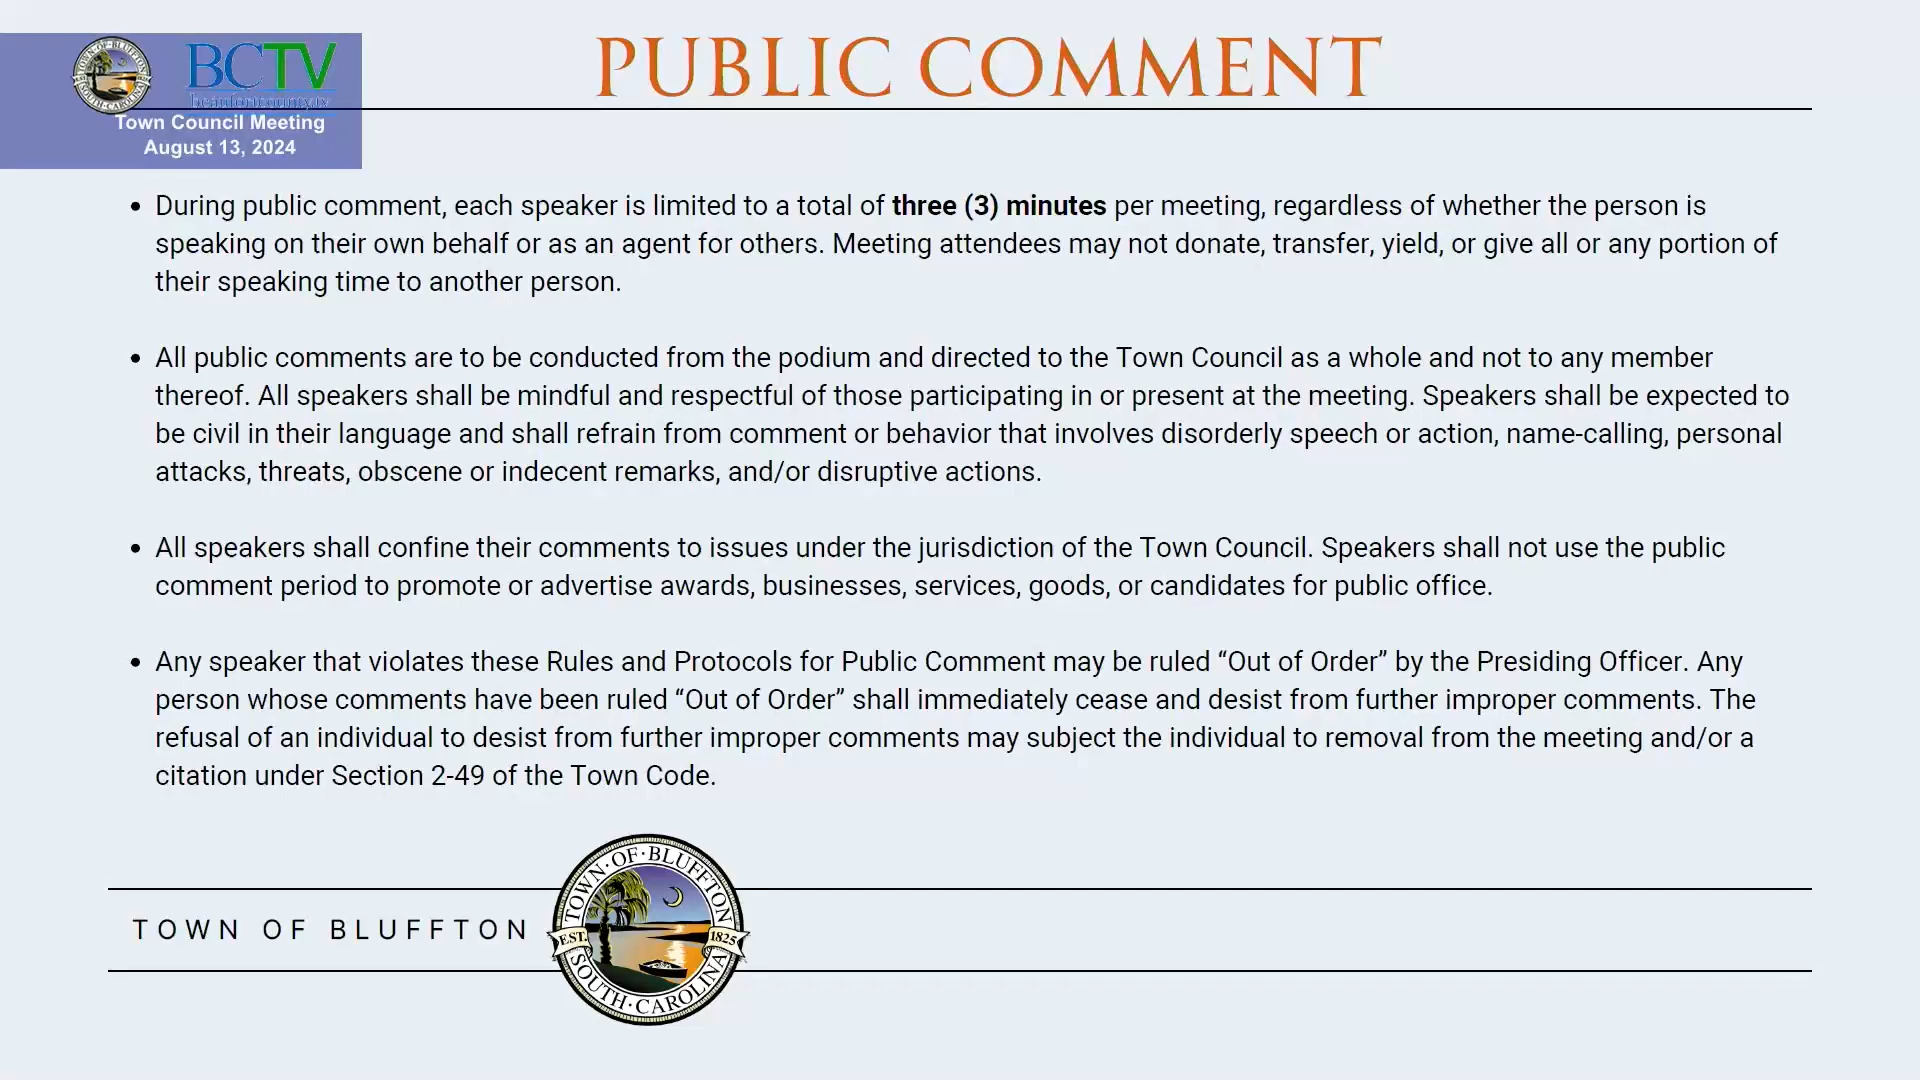 TOWN OF BLUFFTON
SOUTH CAROLINA
BCTV
beaufortcounty.tv
Town Council Meeting
August 13, 2024
PUBLIC COMMENT
• During public comment, each speaker is limited to a total of three (3) minutes per meeting, regardless of whether the person is
speaking on their own behalf or as an agent for others. Meeting attendees may not donate, transfer, yield, or give all or any portion of
their speaking time to another person.
• All public comments are to be conducted from the podium and directed to the Town Council as a whole and not to any member
thereof. All speakers shall be mindful and respectful of those participating in or present at the meeting. Speakers shall be expected to
be civil in their language and shall refrain from comment or behavior that involves disorderly speech or action, name-calling, personal
attacks, threats, obscene or indecent remarks, and/or disruptive actions.
• All speakers shall confine their comments to issues under the jurisdiction of the Town Council. Speakers shall not use the public
comment period to promote or advertise awards, businesses, services, goods, or candidates for public office.
• Any speaker that violates these Rules and Protocols for Public Comment may be ruled “Out of Order” by the Presiding Officer. Any
person whose comments have been ruled “Out of Order” shall immediately cease and desist from further improper comments. The
refusal of an individual to desist from further improper comments may subject the individual to removal from the meeting and/or a
citation under Section 2-49 of the Town Code.
TOWN OF BLUFFTON
TOWN·OF·BLUFFTON
EST. 1825
SOUTH·CAROLINA